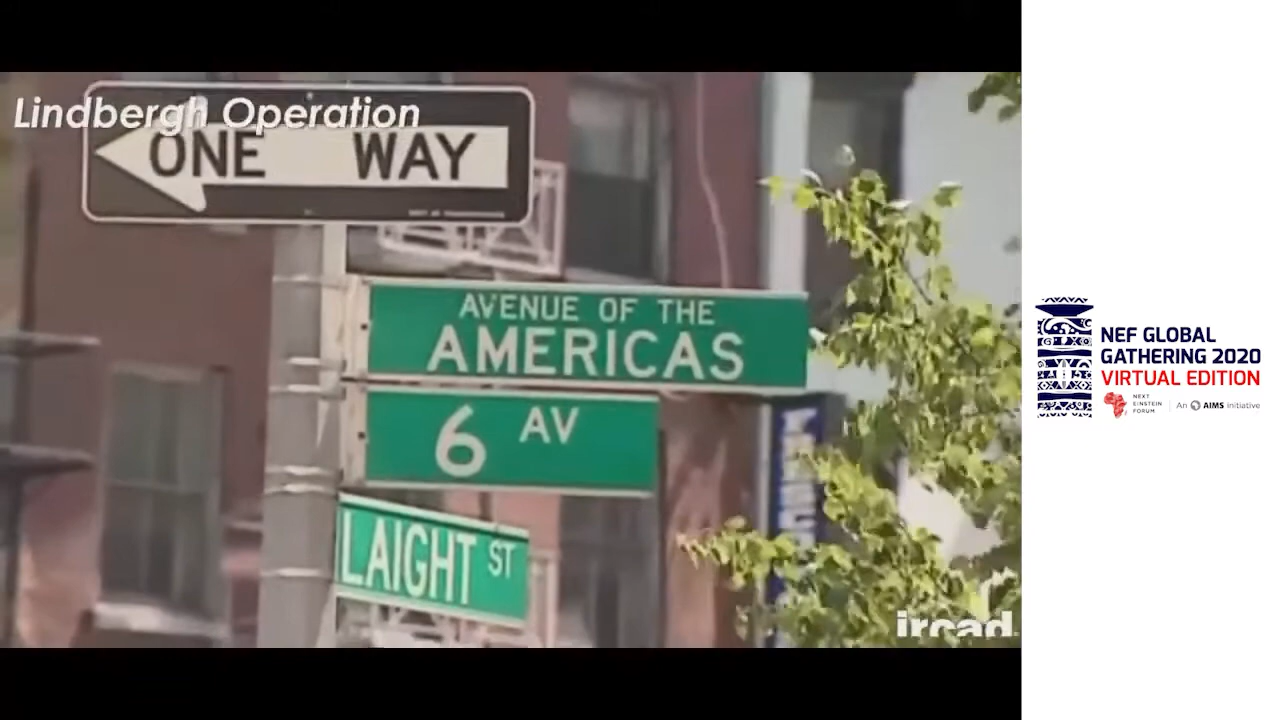 Lindbergh Operation
ONE WAY
AVENUE OF THE
AMERICAS
6 AV
LAIGHT ST
ircad
NEF GLOBAL
GATHERING 2020
VIRTUAL EDITION
NEXT
EINSTEIN
FORUM
An AIMS initiative